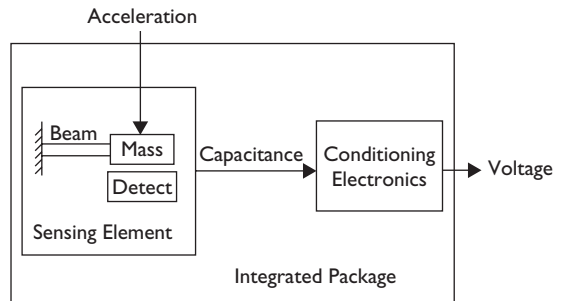 Acceleration
Beam
Mass
Detect
Sensing Element
Capacitance
Conditioning
Electronics
Voltage
Integrated Package